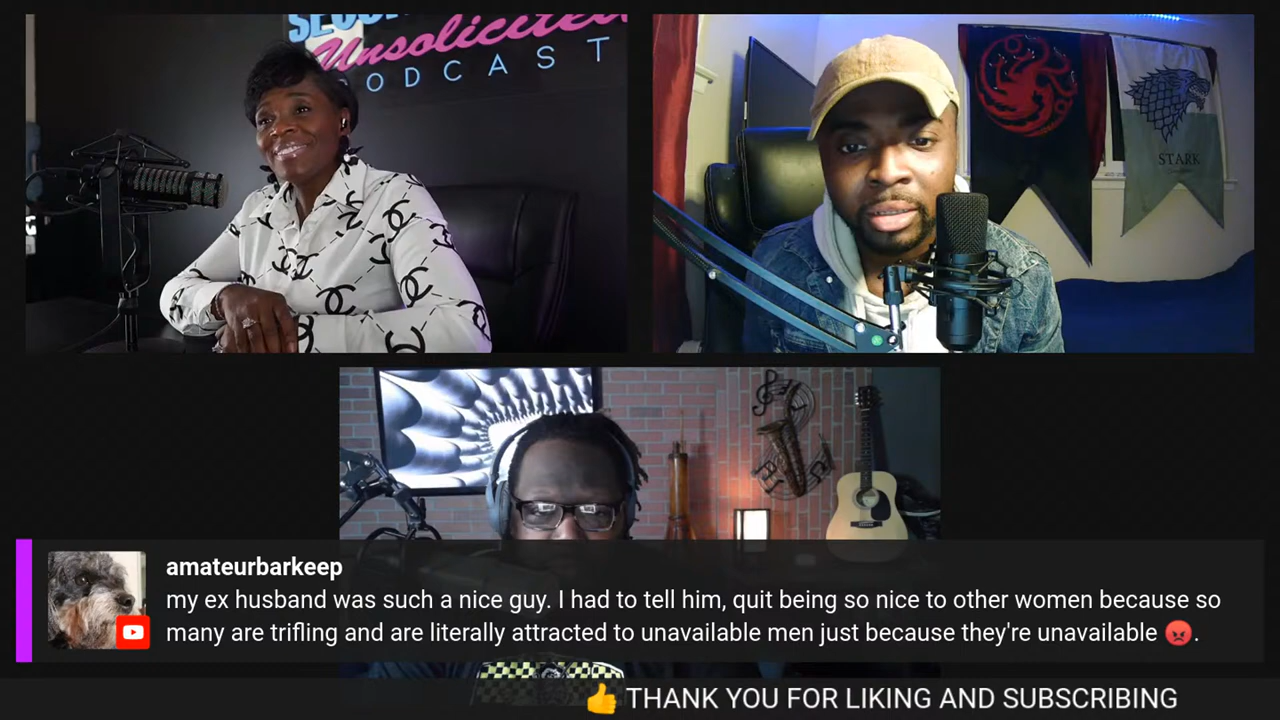 Unsolicited
PODCAST
STARK
amateurbarkeep
my ex husband was such a nice guy. I had to tell him, quit being so nice to other women because so
many are trifling and are literally attracted to unavailable men just because they're unavailable 😡.
👍 THANK YOU FOR LIKING AND SUBSCRIBING